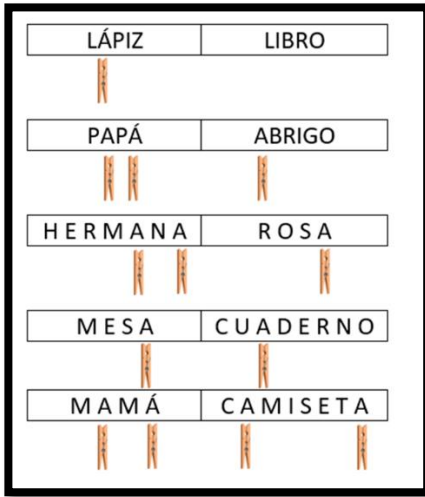 LÁPIZ LIBRO
PAPÁ ABRIGO
HERMANA ROSA
MESA CUADERNO
MAMÁ CAMISETA